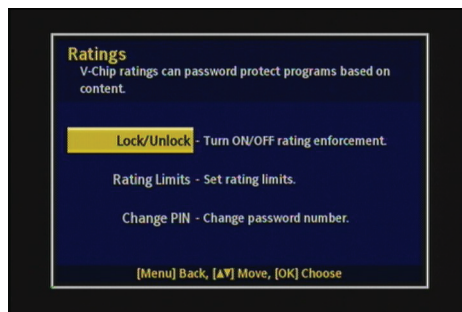 Ratings
V-Chip ratings can password protect programs based on
content.
Lock/Unlock - Turn ON/OFF rating enforcement.
Rating Limits - Set rating limits.
Change PIN - Change password number.
[Menu] Back, [▲▼] Move, [OK] Choose